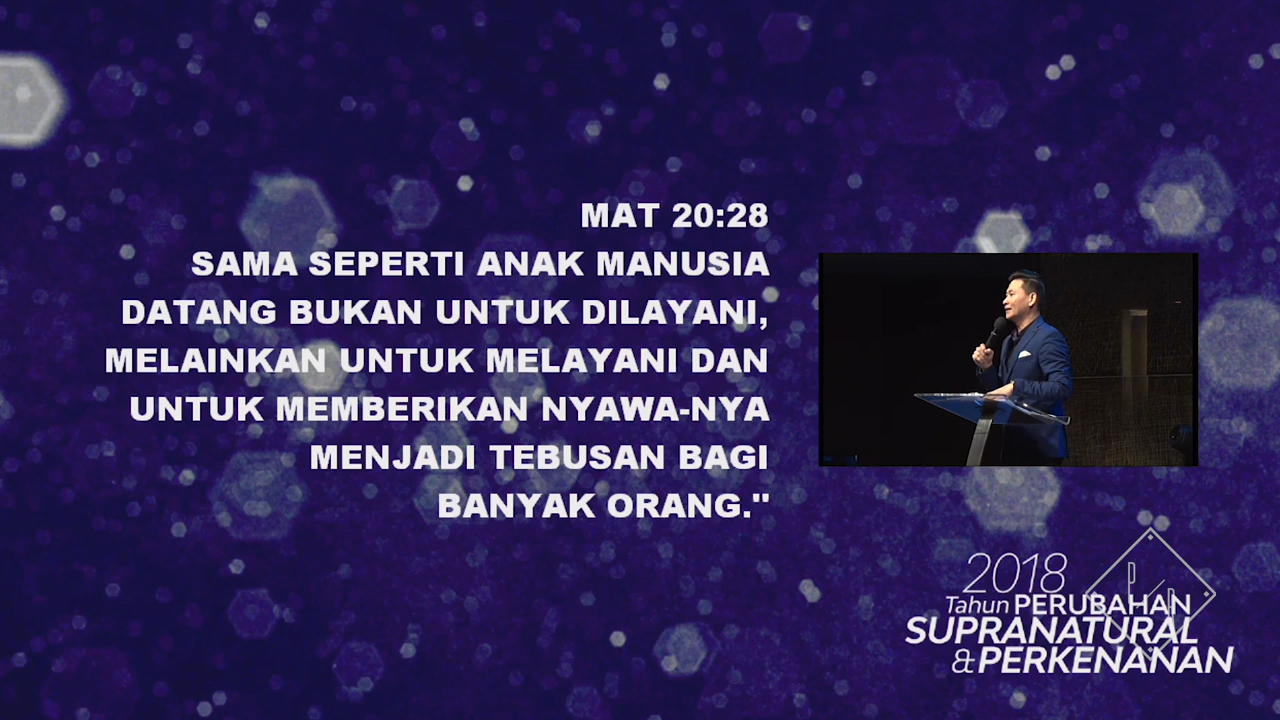 MAT 20:28
SAMA SEPERTI ANAK MANUSIA
DATANG BUKAN UNTUK DILAYANI,
MELAINKAN UNTUK MELAYANI DAN
UNTUK MEMBERIKAN NYAWA-NYA
MENJADI TEBUSAN BAGI
BANYAK ORANG."
2018
Tahun PERUBAHAN
SUPRANATURAL
& PERKENANAN